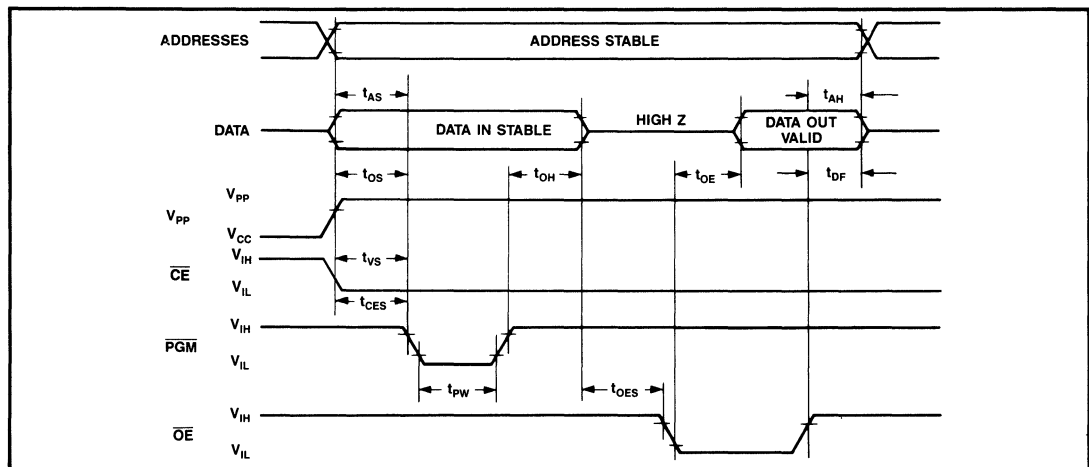 ADDRESSES
ADDRESS STABLE
tAS
tAH
DATA
DATA IN STABLE
HIGH Z
DATA OUT
VALID
tOS
tOH
tOE
tDF
VPP
VPP
VCC
tVS
CE
VIH
VIL
tCES
PGM
VIH
VIL
tPW
tOES
OE
VIH
VIL